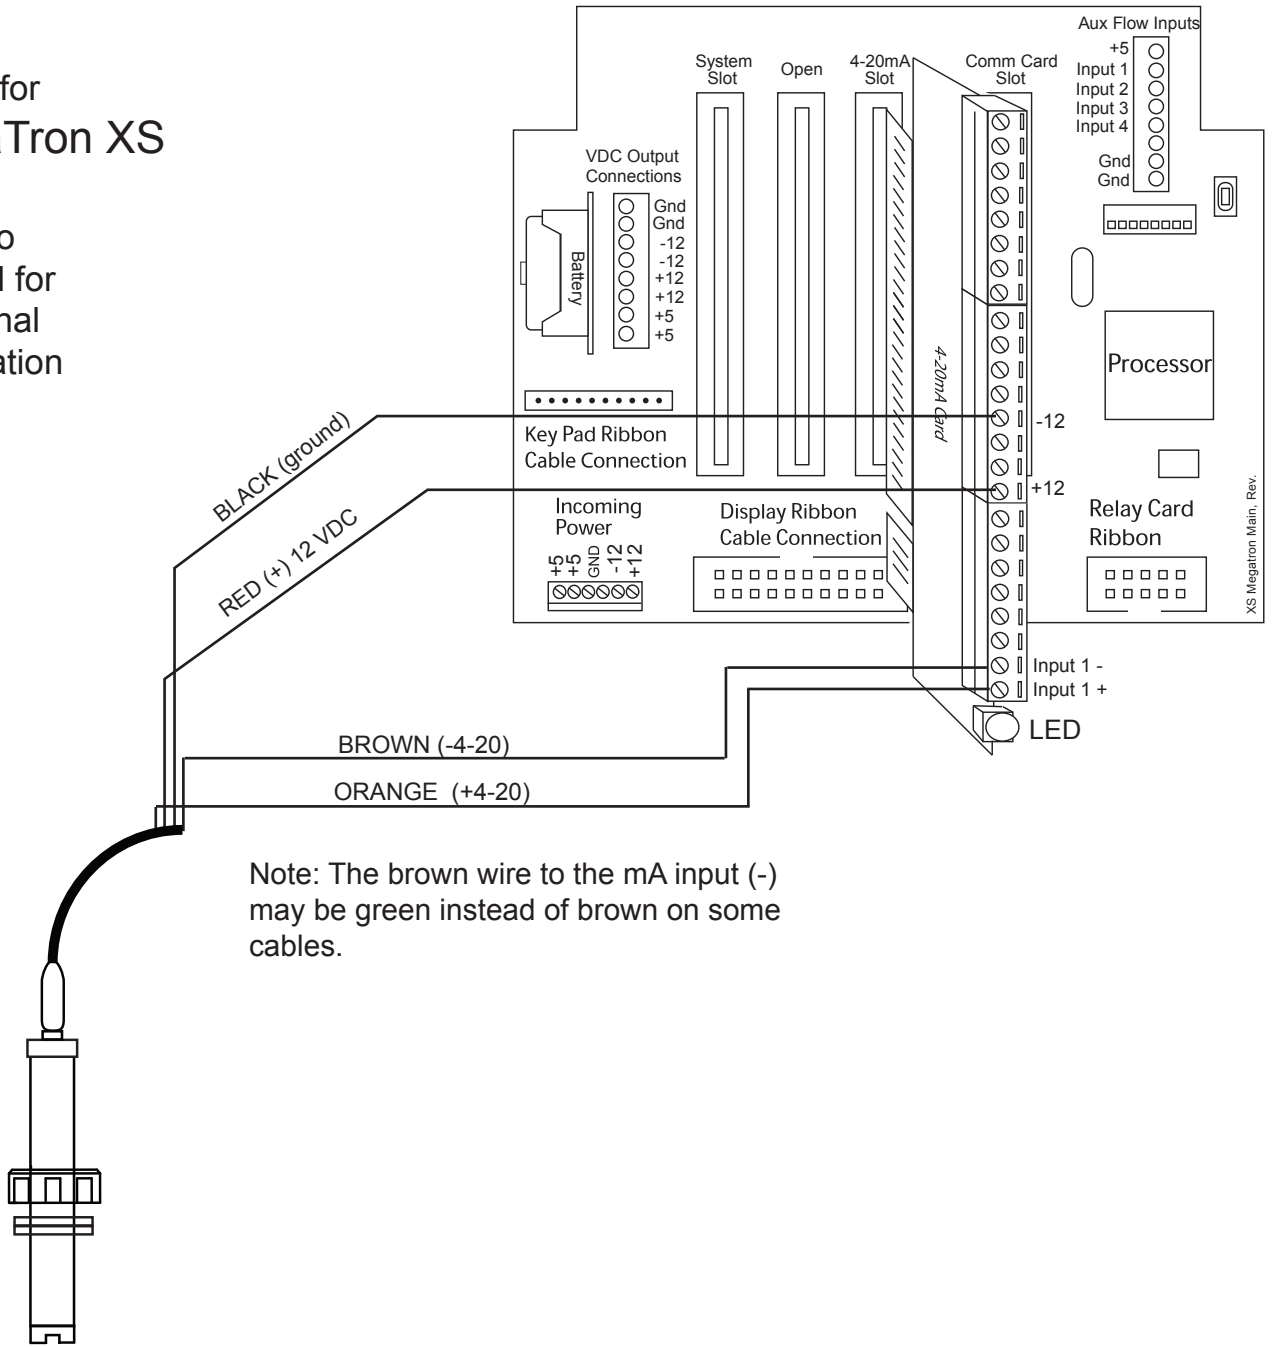 for
Tron XS
for
Aux Flow Inputs
+5
Input 1
Input 2
Input 3
Input 4
Gnd
Gnd
System
Slot
Open
4-20mA
Slot
Comm Card
Slot
VDC Output
Connections
Gnd
Gnd
-12
-12
+12
+12
+5
+5
Battery
4-20mA Card
Processor
Key Pad Ribbon
Cable Connection
-12
+12
BLACK (ground)
RED (+) 12 VDC
Incoming
Power
+5
+5
GND
-12
+12
Display Ribbon
Cable Connection
Relay Card
Ribbon
XS Megatron Main, Rev.
Input 1 -
Input 1 +
LED
BROWN (-4-20)
ORANGE (+4-20)
Note: The brown wire to the mA input (-)
may be green instead of brown on some
cables.